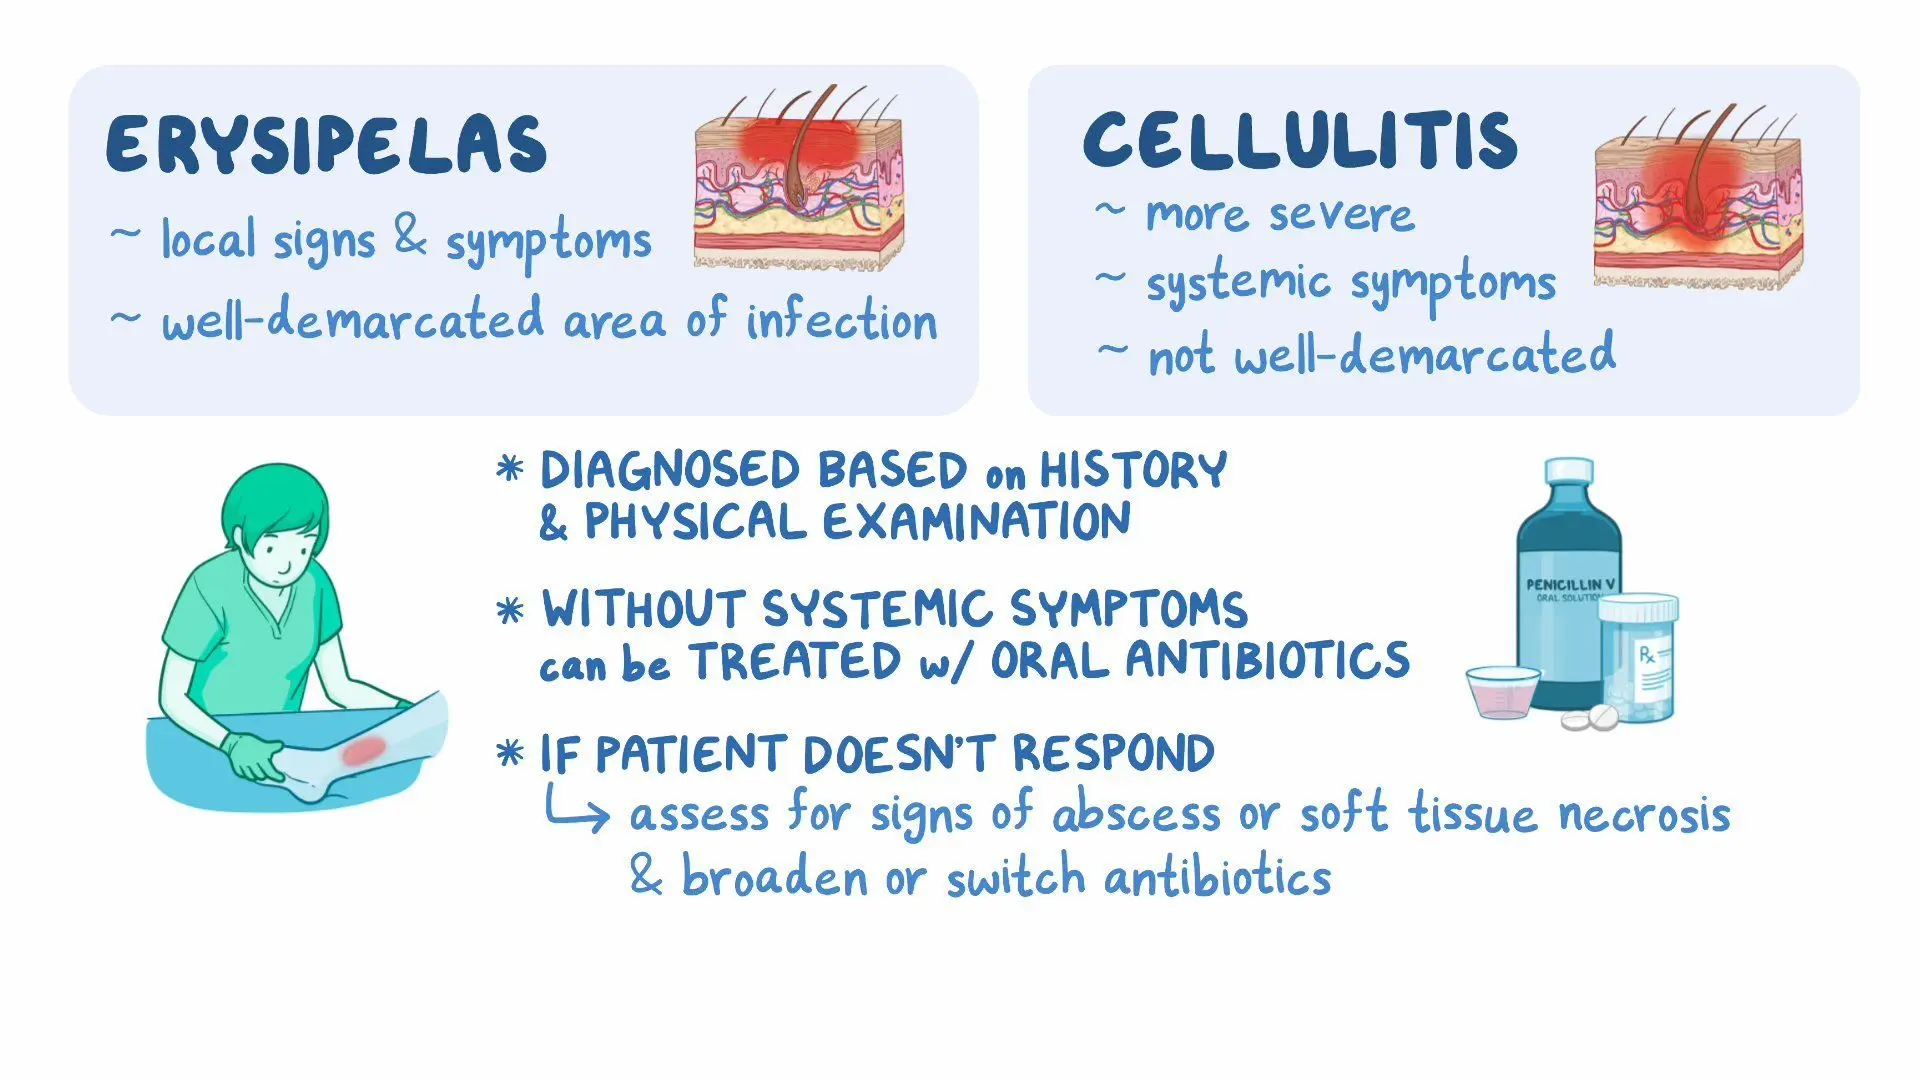 ERYSIPELAS
~ local signs & symptoms
~ well-demarcated area of infection
CELLULITIS
~ more severe
~ systemic symptoms
~ not well-demarcated
* DIAGNOSED BASED on HISTORY
& PHYSICAL EXAMINATION
* WITHOUT SYSTEMIC SYMPTOMS
can be TREATED w/ ORAL ANTIBIOTICS
PENICILLIN V
ORAL SOLUTION
Rx
* IF PATIENT DOESN'T RESPOND
↳ assess for signs of abscess or soft tissue necrosis
& broaden or switch antibiotics